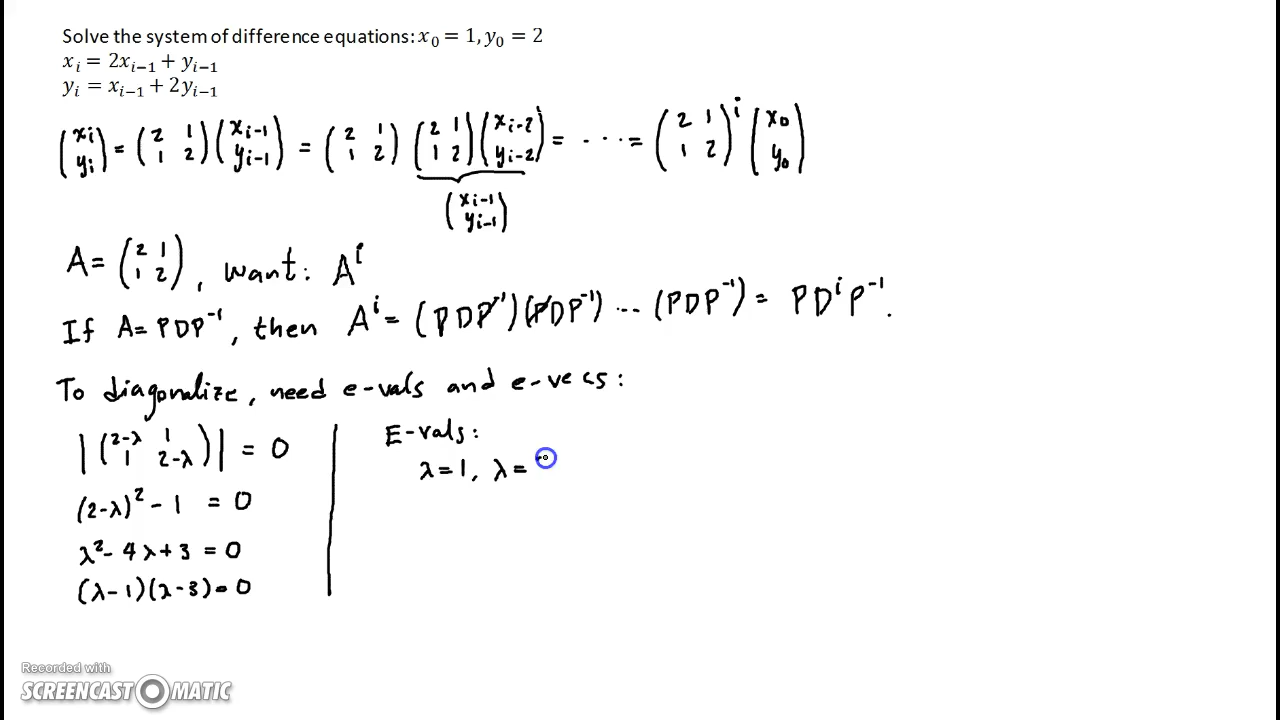 Solve the system of difference equations: x₀ = 1, y₀ = 2
xᵢ = 2xᵢ₋₁ + yᵢ₋₁
yᵢ = xᵢ₋₁ + 2yᵢ₋₁
(xᵢ yᵢ) = (2 1 1 2)(xᵢ₋₁ yᵢ₋₁) = (2 1 1 2)(2 1 1 2)(xᵢ₋₂ yᵢ₋₂) = ····= (2 1 1 2)ⁱ (x₀ y₀)
(xᵢ₋₁ yᵢ₋₁)
A = (2 1 1 2), want: Aⁱ
If A = PDP⁻¹, then Aⁱ = (PDP⁻¹)(PDP⁻¹) ... (PDP⁻¹) = PDⁱP⁻¹.
To diagonalize, need e-vals and e-vecs:
|(2-λ 1 1 2-λ)| = 0
(2-λ)² - 1 = 0
λ² - 4λ + 3 = 0
(λ-1)(λ-3) = 0
E-vals:
λ = 1, λ =
Recorded with
SCREENCAST O MATIC